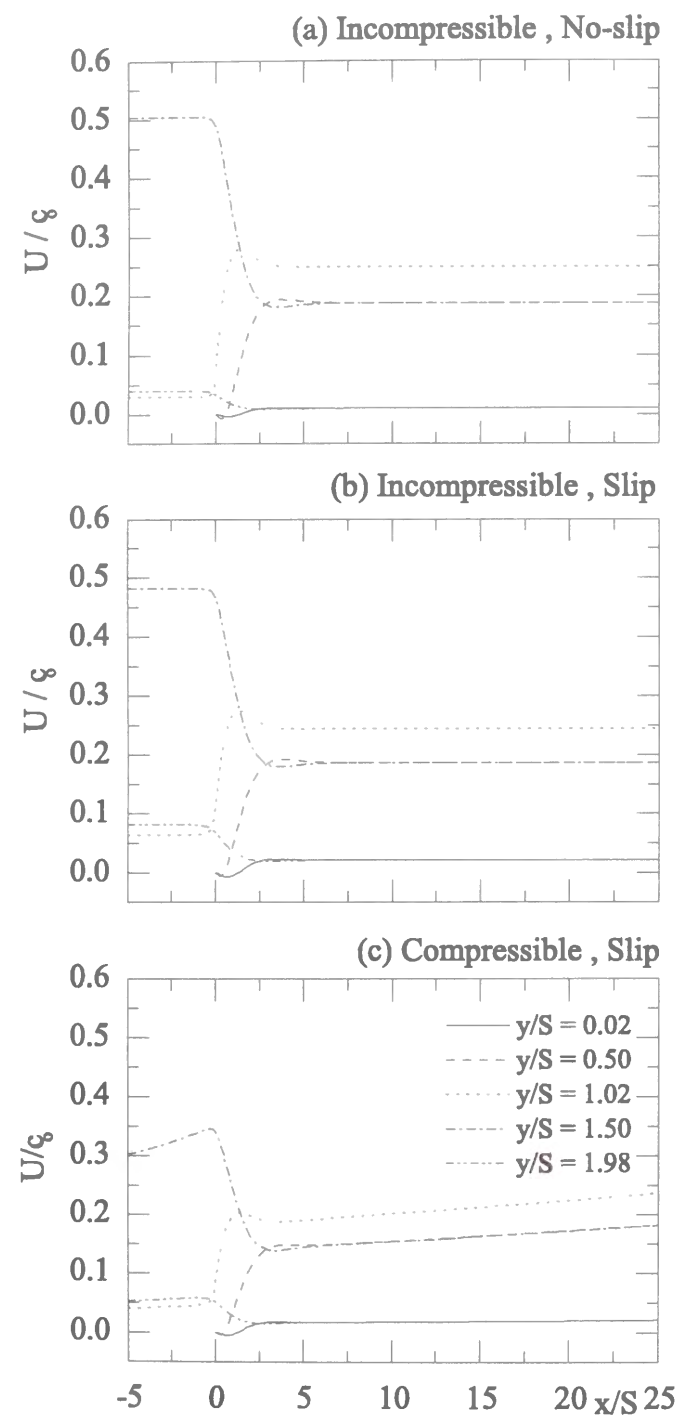 (a) Incompressible , No-slip
0.6
0.5
0.4
0.3
0.2
0.1
0.0
U / c₀
(b) Incompressible , Slip
0.6
0.5
0.4
0.3
0.2
0.1
0.0
U / c₀
(c) Compressible , Slip
0.6
0.5
0.4
0.3
0.2
0.1
0.0
U/c₀
y/S = 0.02
y/S = 0.50
y/S = 1.02
y/S = 1.50
y/S = 1.98
-5 0 5 10 15 20 x/S 25